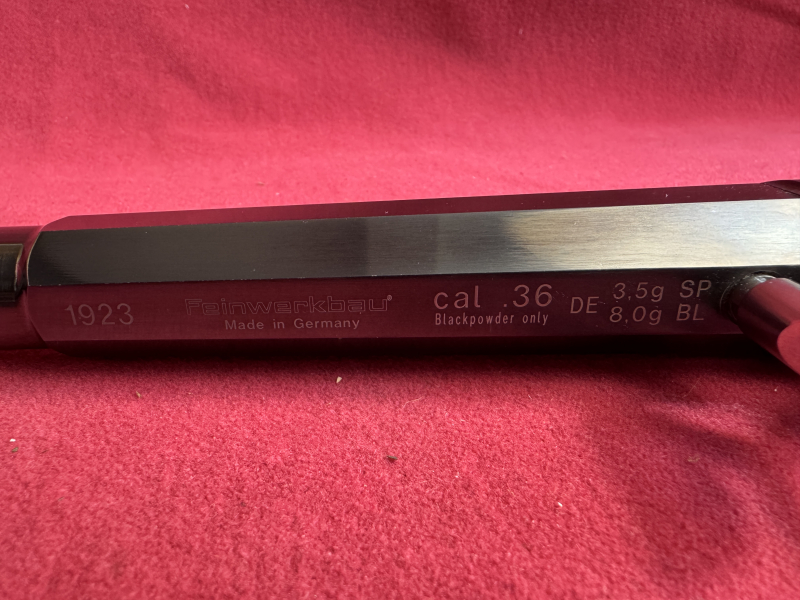 1923
Feinwerkbau
Made in Germany
cal .36
Blackpowder only
DE
3,5g SP
8,0g BL